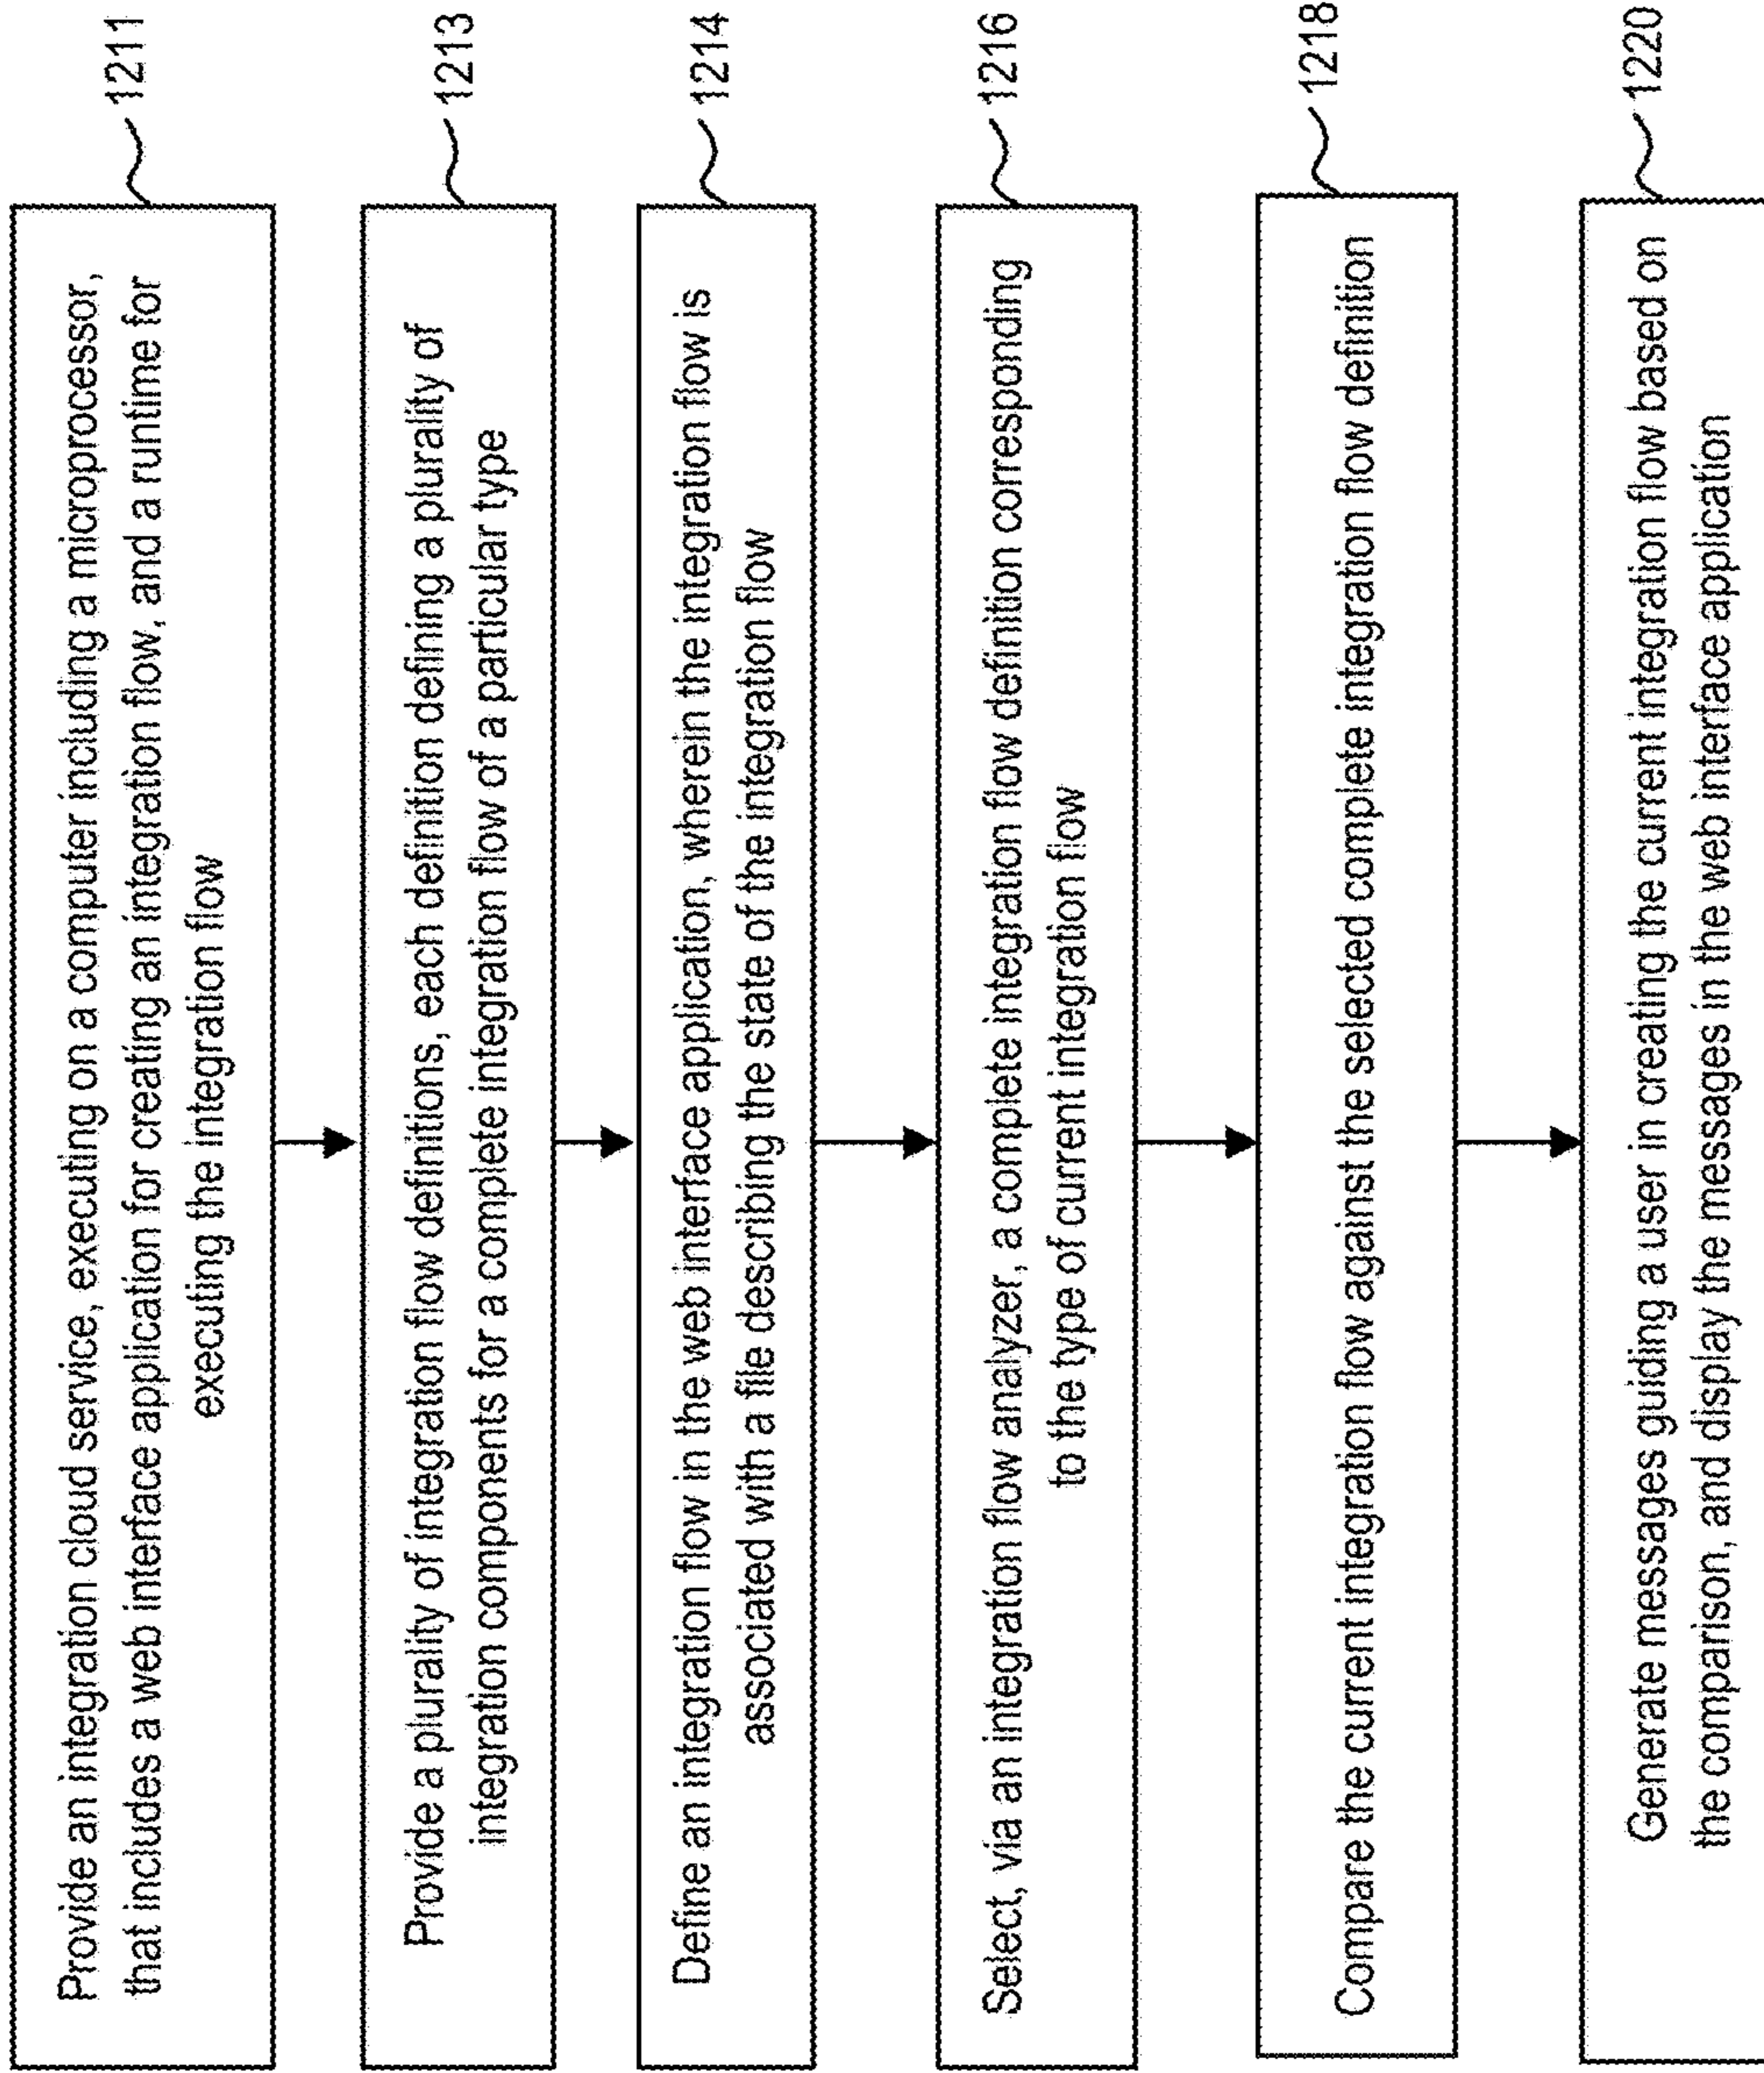 Provide an integration cloud service, executing on a computer including a microprocessor,
that includes a web interface application for creating an integration flow, and a runtime for
executing the integration flow
1211
Provide a plurality of integration flow definitions, each definition defining a plurality of
integration components for a complete integration flow of a particular type
1213
Define an integration flow in the web interface application, wherein the integration flow is
associated with a file describing the state of the integration flow
1214
Select, via an integration flow analyzer, a complete integration flow definition corresponding
to the type of current integration flow
1216
Compare the current integration flow against the selected complete integration flow definition
1218
Generate messages guiding a user in creating the current integration flow based on
the comparison, and display the messages in the web interface application
1220